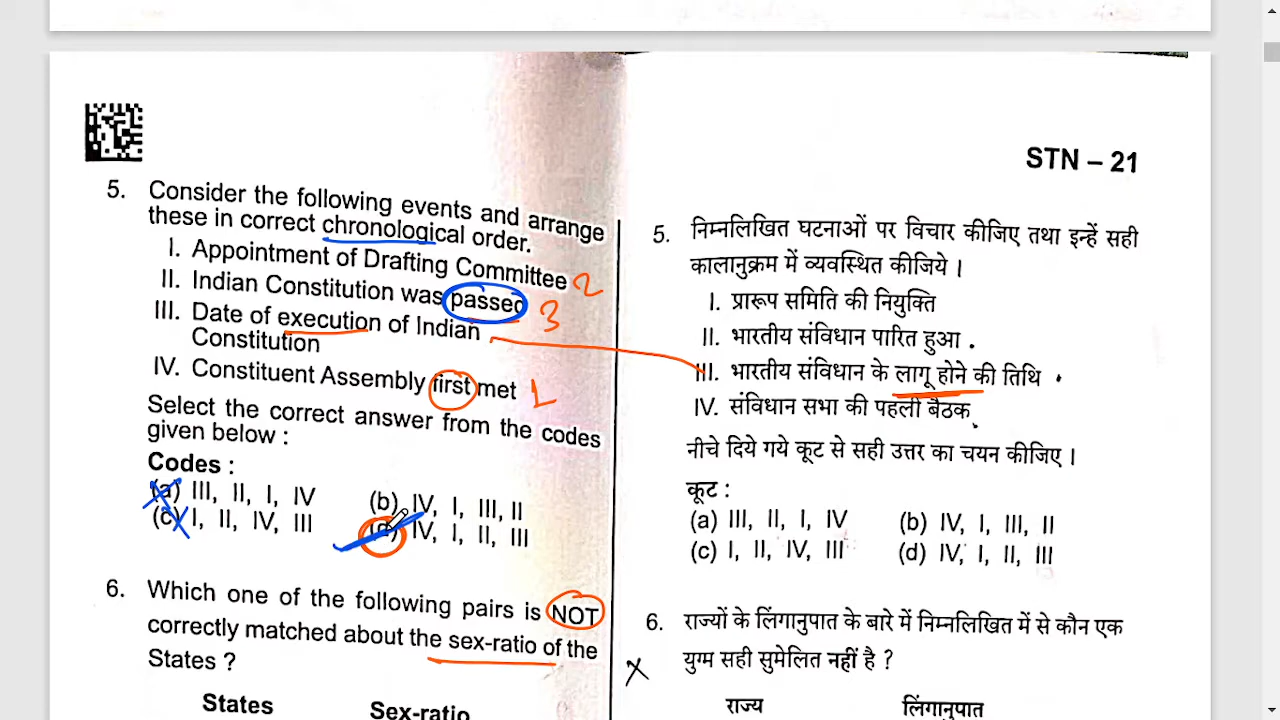 STN – 21
5. Consider the following events and arrange
these in correct chronological order.
I. Appointment of Drafting Committee 2
II. Indian Constitution was passed 3
III. Date of execution of Indian
Constitution
IV. Constituent Assembly first met 1
Select the correct answer from the codes
given below :
Codes :
(a) III, II, I, IV (b) IV, I, III, II
(c) I, II, IV, III (d) IV, I, II, III
6. Which one of the following pairs is NOT
correctly matched about the sex-ratio of the
States ?
States Sex-ratio
5. निम्नलिखित घटनाओं पर विचार कीजिए तथा इन्हें सही
कालानुक्रम में व्यवस्थित कीजिये ।
I. प्रारूप समिति की नियुक्ति
II. भारतीय संविधान पारित हुआ .
III. भारतीय संविधान के लागू होने की तिथि
IV. संविधान सभा की पहली बैठक
नीचे दिये गये कूट से सही उत्तर का चयन कीजिए ।
कूट :
(a) III, II, I, IV (b) IV, I, III, II
(c) I, II, IV, III (d) IV, I, II, III
6. राज्यों के लिंगानुपात के बारे में निम्नलिखित में से कौन एक
युग्म सही सुमेलित नहीं है ?
राज्य लिंगानुपात